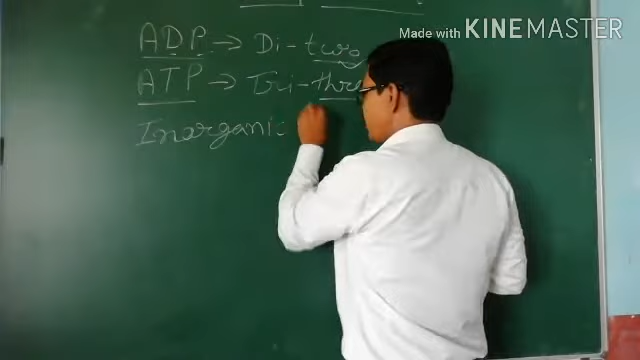 Made with KINEMASTER
ADP → Di - two
ATP → Tri - three
Inorganic